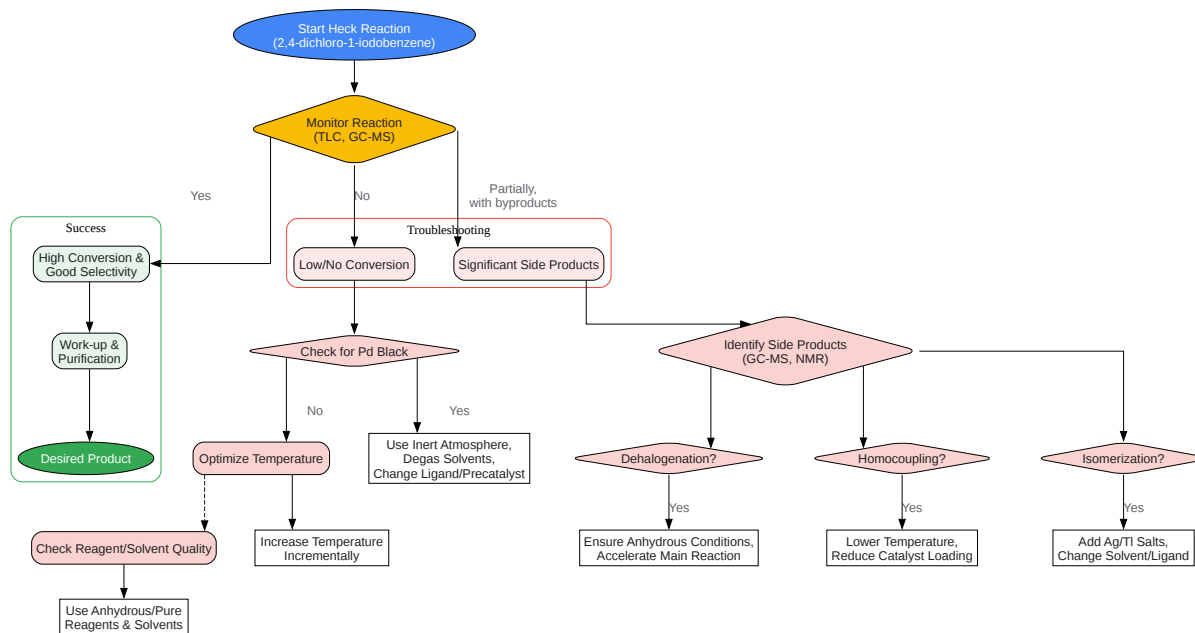 Start Heck Reaction
(2,4-dichloro-1-iodobenzene)
Monitor Reaction
(TLC, GC-MS)
Yes
No
Partially,
with byproducts
Success
Troubleshooting
High Conversion &
Good Selectivity
Low/No Conversion
Significant Side Products
Work-up &
Purification
Check for Pd Black
Identify Side Products
(GC-MS, NMR)
No
Yes
Desired Product
Optimize Temperature
Use Inert Atmosphere,
Degas Solvents,
Change Ligand/Precatalyst
Dehalogenation?
Homocoupling?
Isomerization?
Yes
Yes
Yes
Check Reagent/Solvent Quality
Increase Temperature
Incrementally
Ensure Anhydrous Conditions,
Accelerate Main Reaction
Lower Temperature,
Reduce Catalyst Loading
Add Ag/Tl Salts,
Change Solvent/Ligand
Use Anhydrous/Pure
Reagents & Solvents